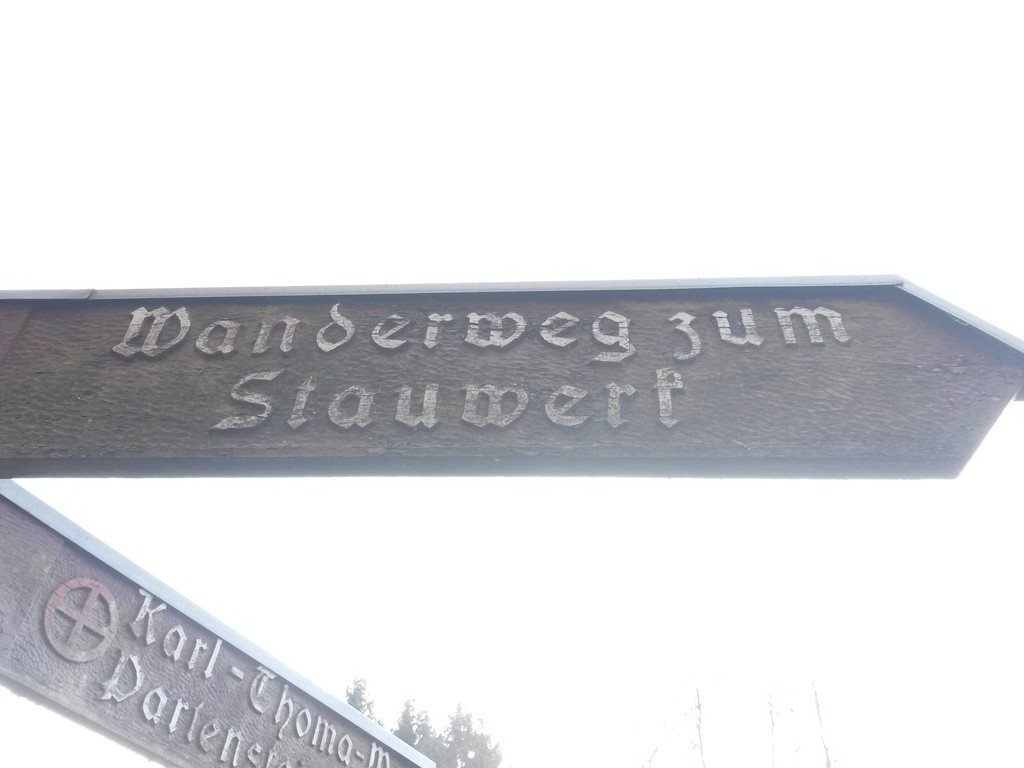 Wanderweg zum
Stauwerk
Karl-Thoma-